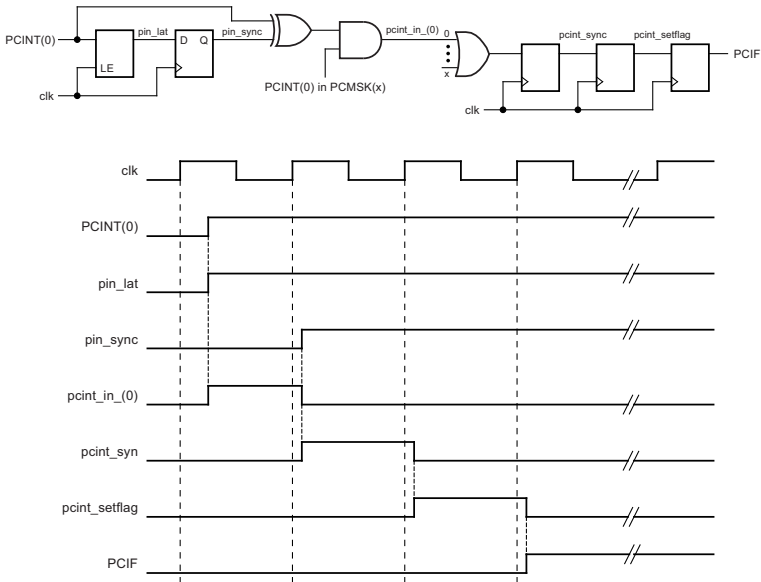 PCINT(0)
pin_lat
D Q
pin_sync
LE
clk
PCINT(0) in PCMSK(x)
pcint_in_(0)
0
x
pcint_sync
pcint_setflag
PCIF
clk
clk
PCINT(0)
pin_lat
pin_sync
pcint_in_(0)
pcint_syn
pcint_setflag
PCIF